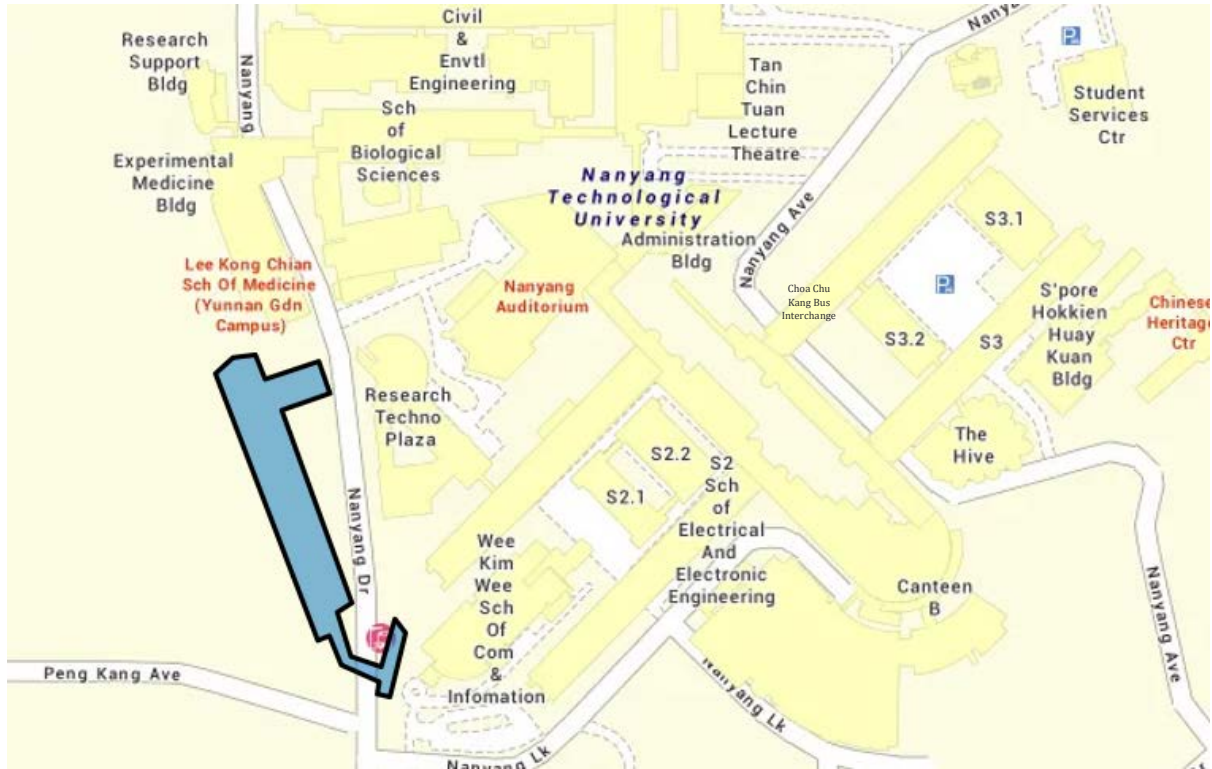 Civil
&
Envtl
Engineering
Nanya
Research
Support
Bldg
Nanyang
Tan
Chin
Tuan
Lecture
Theatre
Student
Services
Ctr
Sch
of
Biological
Sciences
Experimental
Medicine
Bldg
Nanyang
Technological
University
Administration
Bldg
Nanyang Ave
S3.1
Lee Kong Chian
Sch Of Medicine
(Yunnan Gdn
Campus)
Nanyang
Auditorium
Choa Chu
Kang Bus
Interchange
S'pore
Hokkien
Huay
Kuan
Bldg
Chinese
Heritage
Ctr
S3.2
S3
Research
Techno
Plaza
The
Hive
S2.2
S2.1
S2
Sch
of
Electrical
And
Electronic
Engineering
Nanyang Dr
Wee
Kim
Wee
Sch
Of
Com
&
Infomation
Canteen
B
Nanyang Ave
Peng Kang Ave
Nanyang Lk
Nanyang Lk